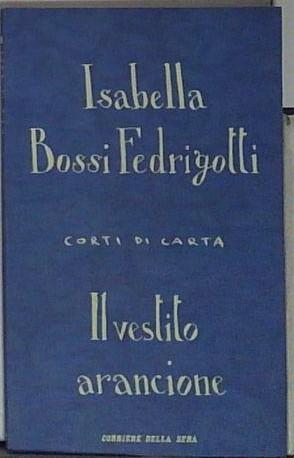 Isabella
Bossi Fedrigotti
CORTI DI CARTA
Il vestito
arancione
CORRIERE DELLA SERA